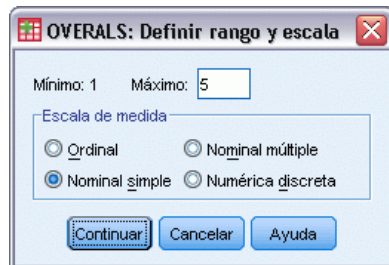 OVERALS: Definir rango y escala
Mínimo: 1 Máximo: 5
Escala de medida
Ordinal Nominal múltiple
Nominal simple Numérica discreta
Continuar Cancelar Ayuda